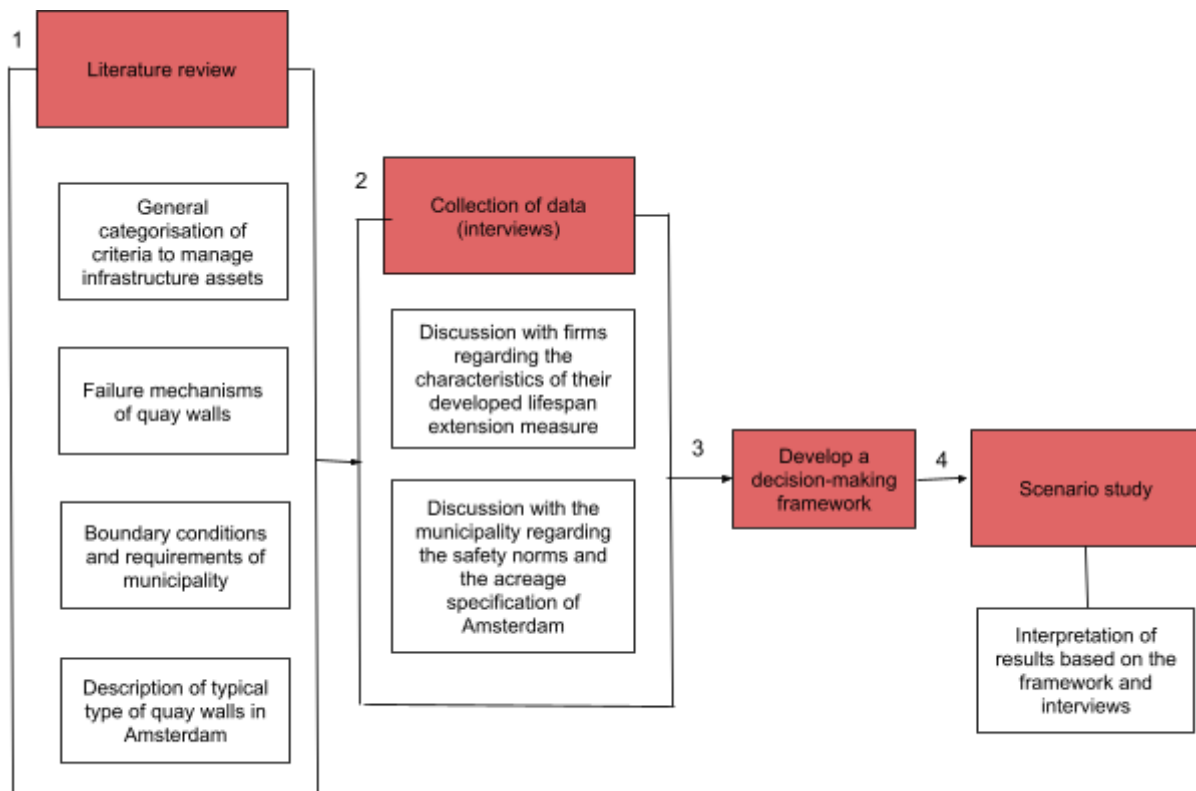 1
Literature review
General
categorisation of
criteria to manage
infrastructure assets
Failure mechanisms
of quay walls
Boundary conditions
and requirements of
municipality
Description of typical
type of quay walls in
Amsterdam
2
Collection of data
(interviews)
Discussion with firms
regarding the
characteristics of their
developed lifespan
extension measure
Discussion with the
municipality regarding
the safety norms and
the acreage
specification of
Amsterdam
3
Develop a
decision-making
framework
4
Scenario study
Interpretation of
results based on the
framework and
interviews